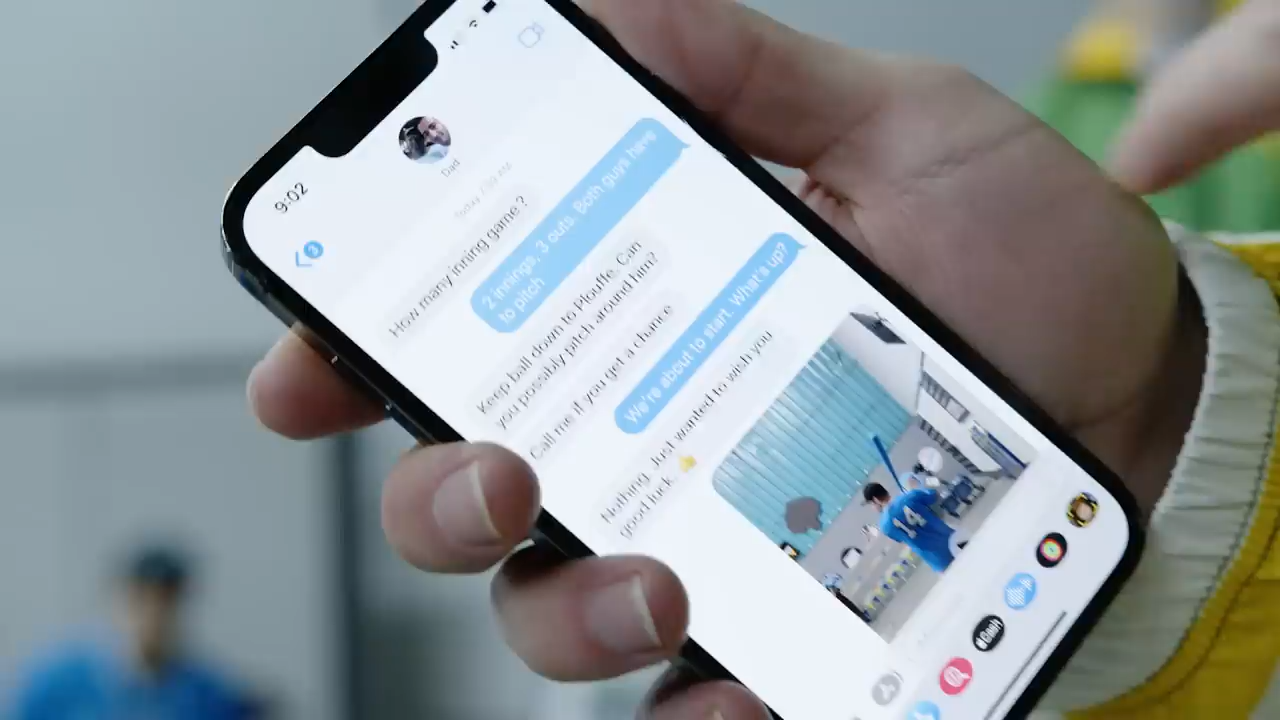 9:02
3
Dad
How many inning game?
2 innings, 3 outs. Both guys have
to pitch
Keep ball down to Plouffe. Can
you possibly pitch around him?
Call me if you get a chance
We're about to start. What's up?
Nothing. Just wanted to wish you
good luck. 👍
14
Cash